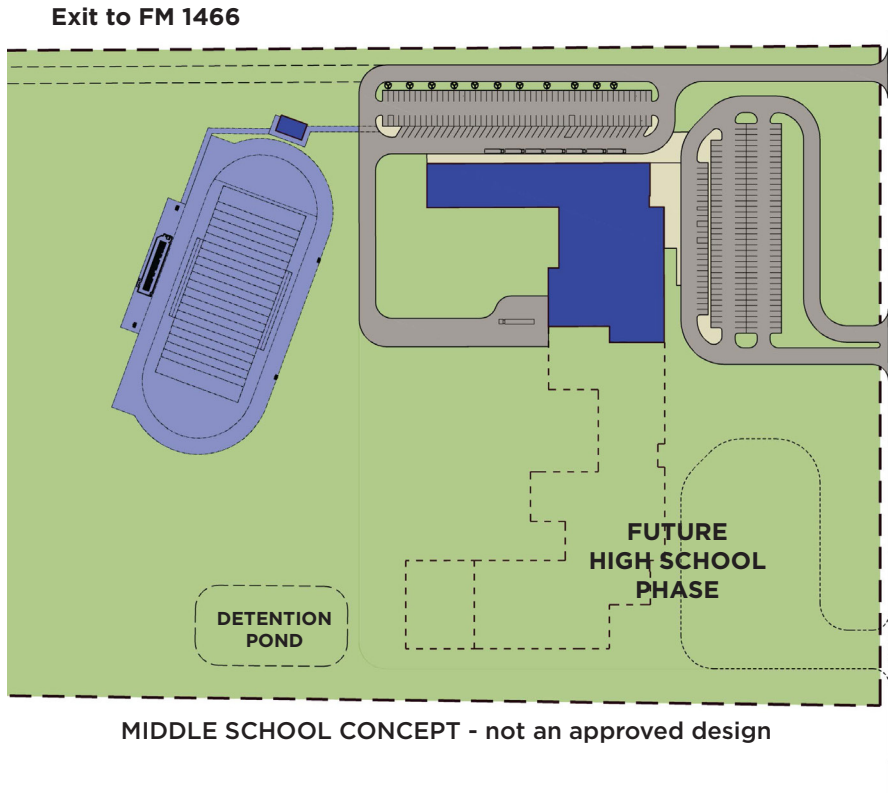 Exit to FM 1466
FUTURE
HIGH SCHOOL
PHASE
DETENTION
POND
MIDDLE SCHOOL CONCEPT - not an approved design